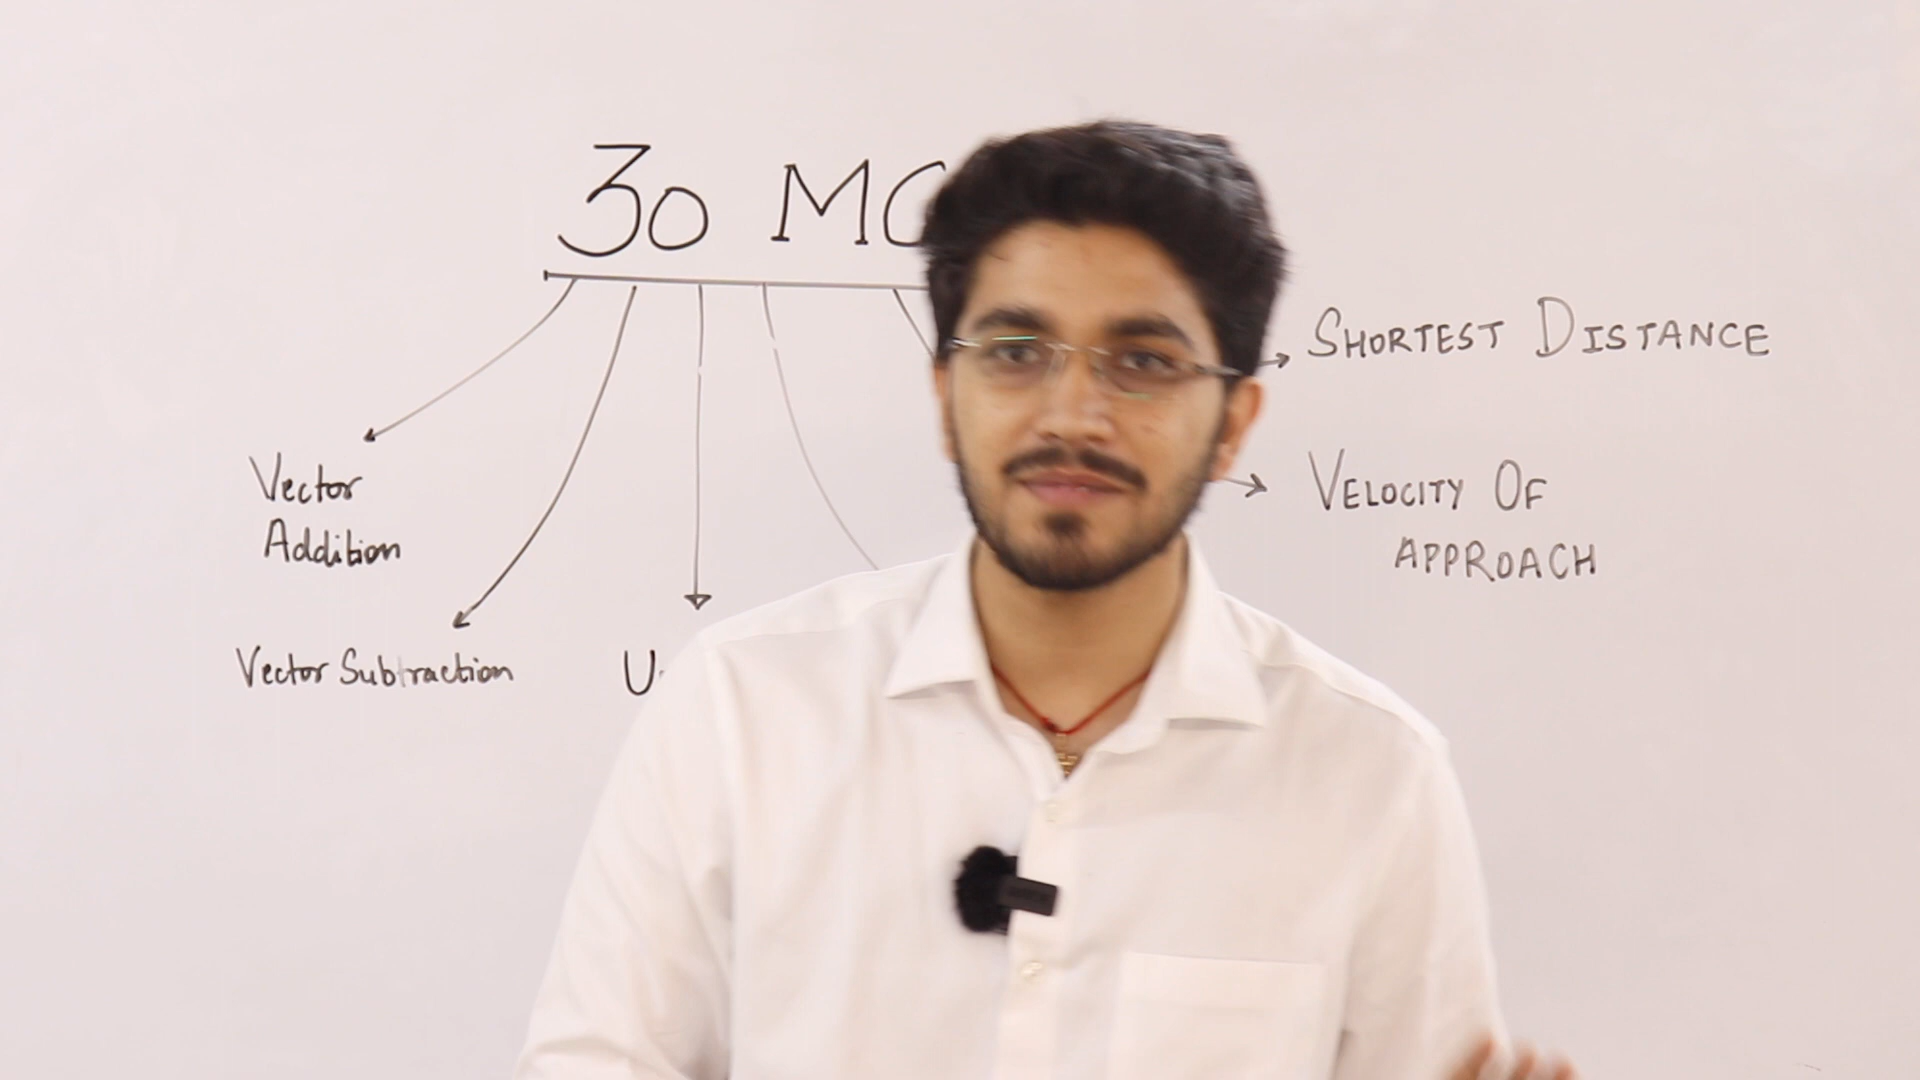 30 MC
SHORTEST DISTANCE
Vector
Addition
VELOCITY OF
APPROACH
Vector Subtraction
U